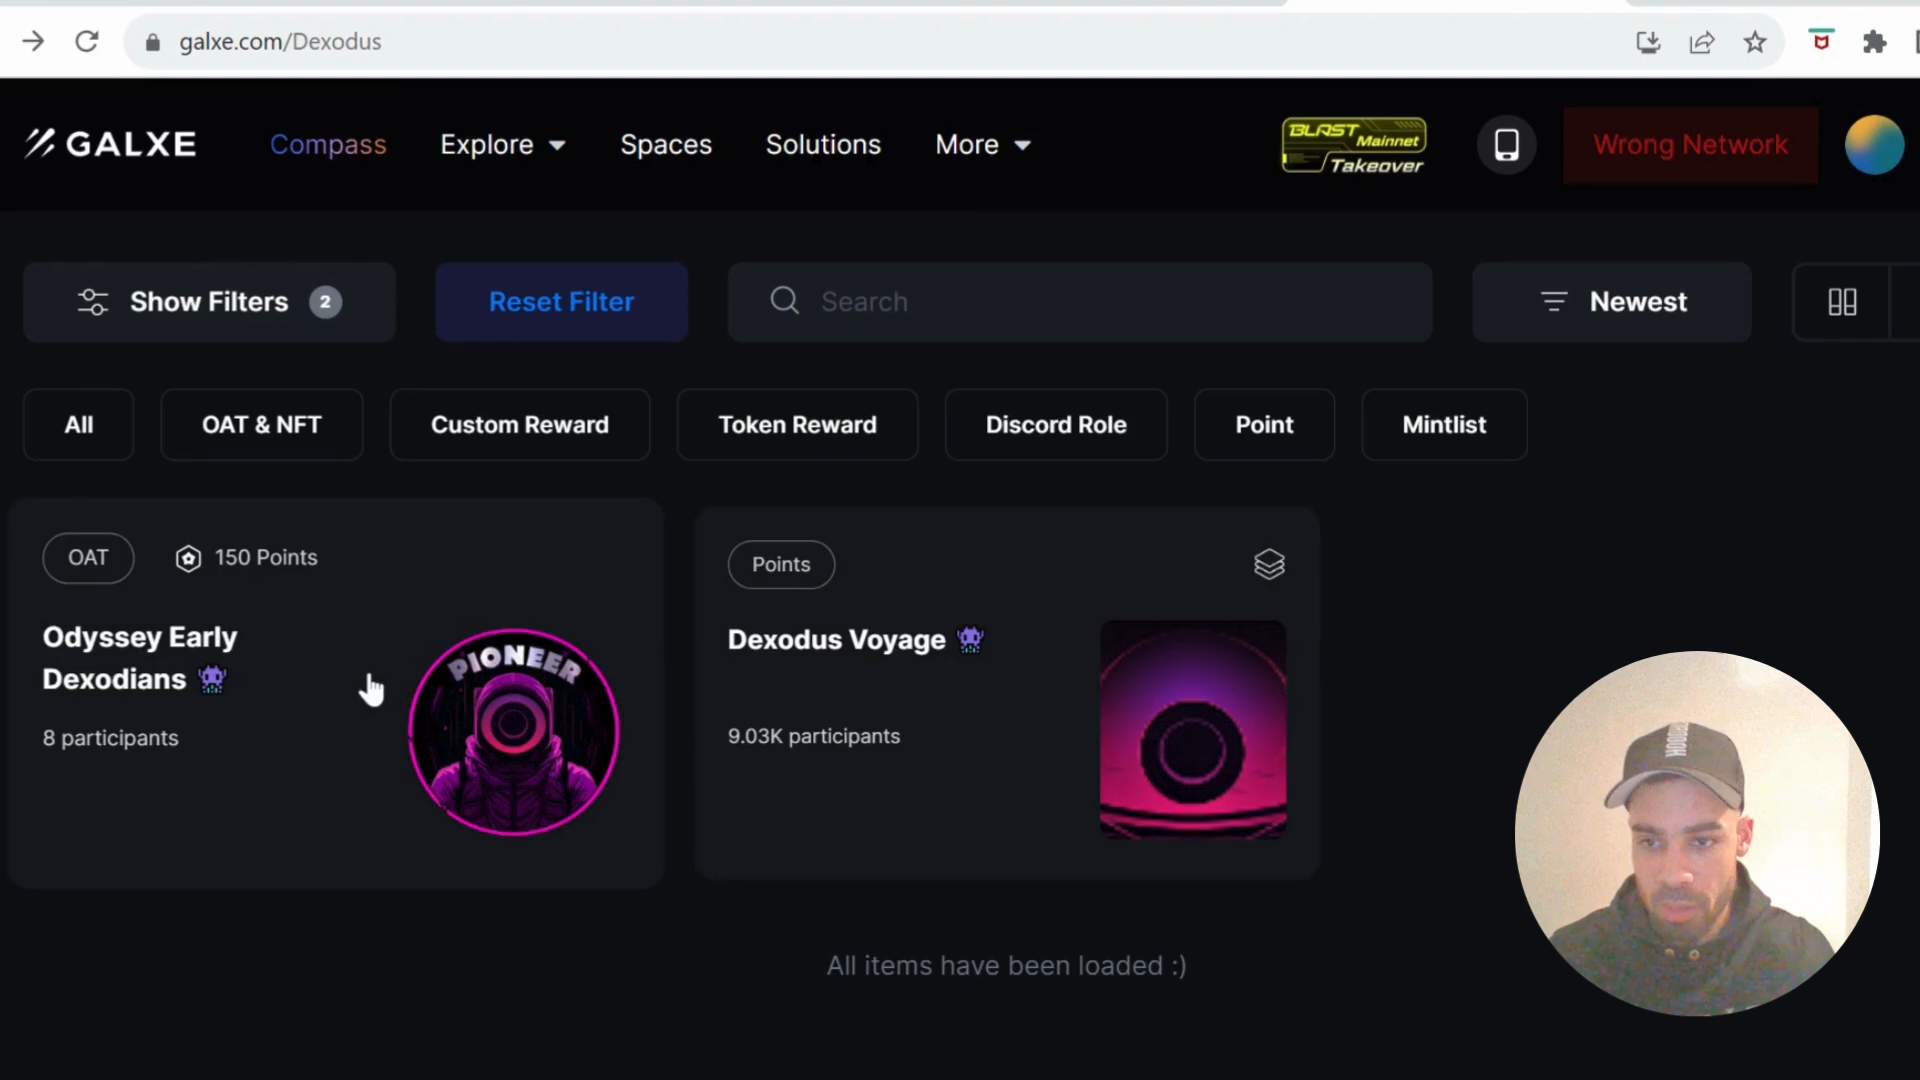 galxe.com/Dexodus
GALXE
Compass
Explore
Spaces
Solutions
More
BLAST
Mainnet
Takeover
Wrong Network
Show Filters 2
Reset Filter
Search
Newest
All
OAT & NFT
Custom Reward
Token Reward
Discord Role
Point
Mintlist
OAT
150 Points
Odyssey Early
Dexodians
8 participants
PIONEER
Points
Dexodus Voyage
9.03K participants
All items have been loaded :)